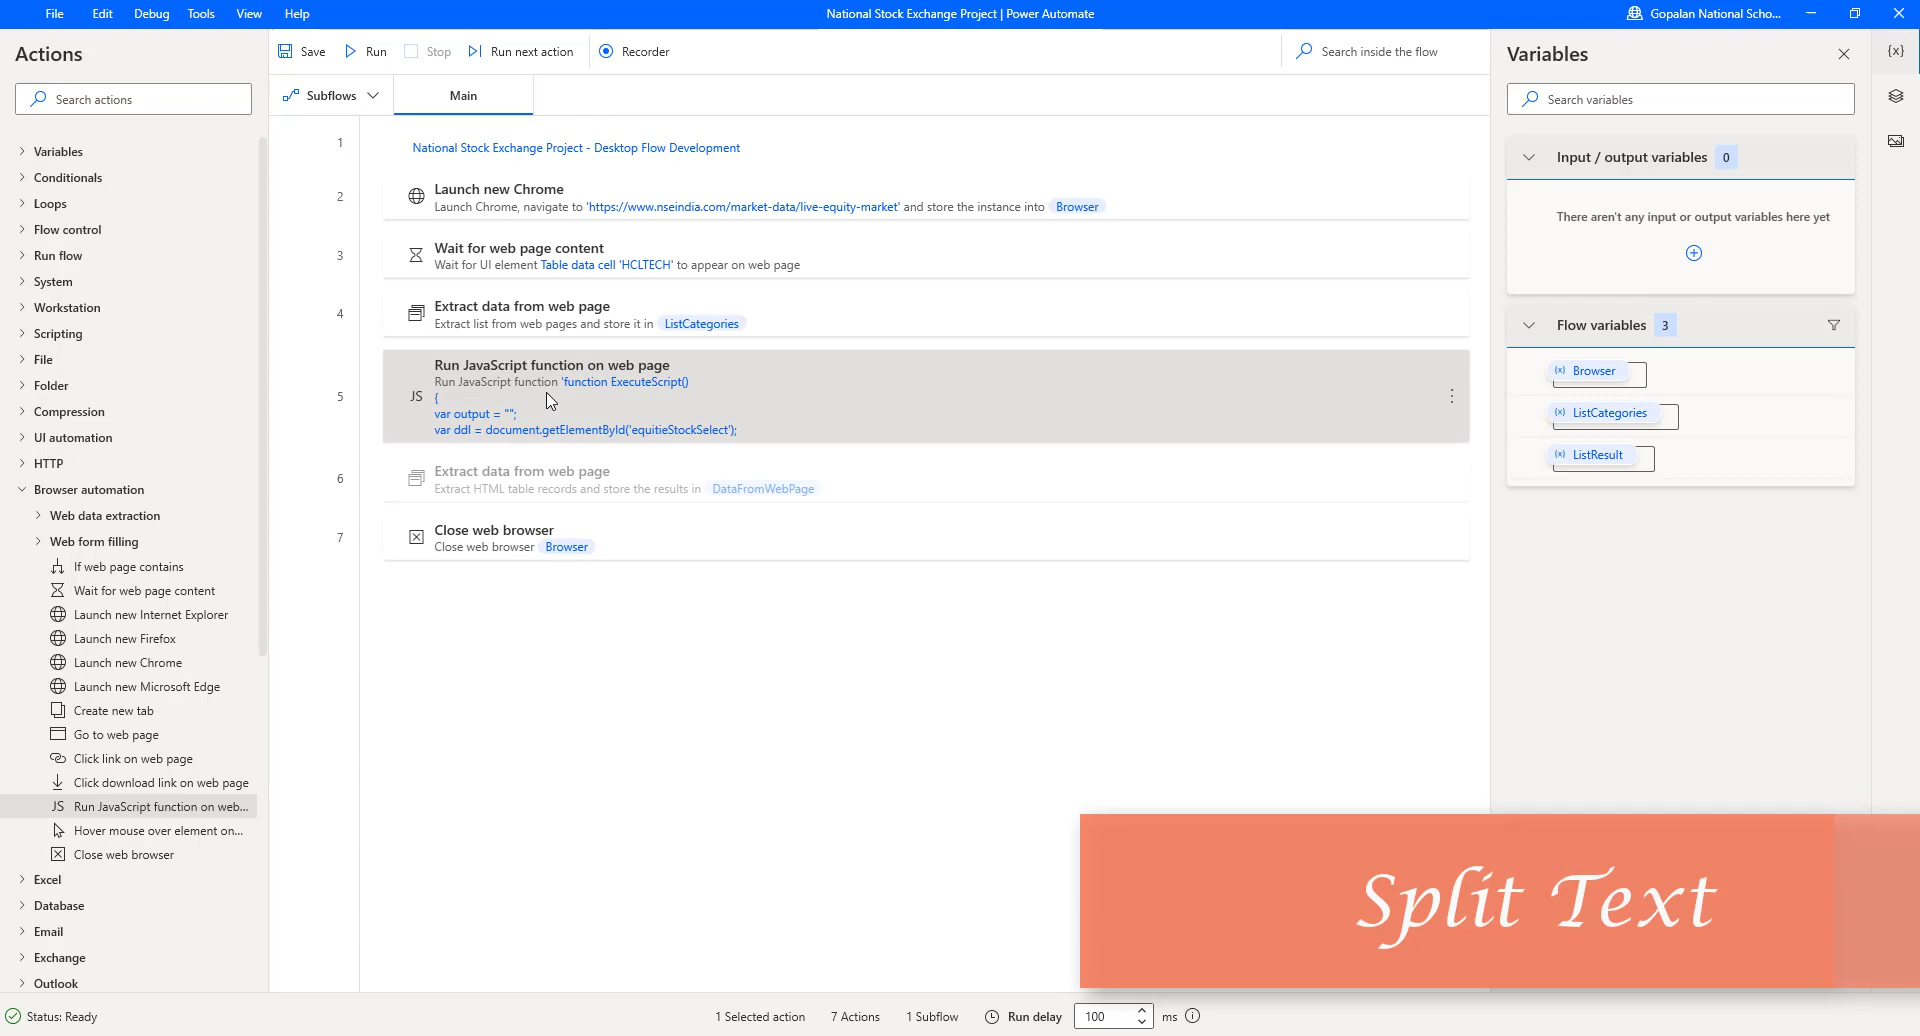 File Edit Debug Tools View Help
National Stock Exchange Project | Power Automate
Gopalan National Scho...
Actions
Search actions
Variables
Conditionals
Loops
Flow control
Run flow
System
Workstation
Scripting
File
Folder
Compression
UI automation
HTTP
Browser automation
Web data extraction
Web form filling
If web page contains
Wait for web page content
Launch new Internet Explorer
Launch new Firefox
Launch new Chrome
Launch new Microsoft Edge
Create new tab
Go to web page
Click link on web page
Click download link on web page
JS Run JavaScript function on web...
Hover mouse over element on...
Close web browser
Excel
Database
Email
Exchange
Outlook
Save Run Stop Run next action Recorder
Search inside the flow
Subflows Main
1 National Stock Exchange Project - Desktop Flow Development
2 Launch new Chrome
Launch Chrome, navigate to 'https://www.nseindia.com/market-data/live-equity-market' and store the instance into Browser
3 Wait for web page content
Wait for UI element Table data cell 'HCLTECH' to appear on web page
4 Extract data from web page
Extract list from web pages and store it in ListCategories
Run JavaScript function on web page
Run JavaScript function 'function ExecuteScript()
5 JS {
var output = "";
var ddl = document.getElementById('equitieStockSelect');
6 Extract data from web page
Extract HTML table records and store the results in DataFromWebPage
7 Close web browser
Close web browser Browser
Variables
{x}
Search variables
Input / output variables 0
There aren't any input or output variables here yet
Flow variables 3
(x) Browser
(x) ListCategories
(x) ListResult
Split Text
Status: Ready
1 Selected action 7 Actions 1 Subflow Run delay 100 ms